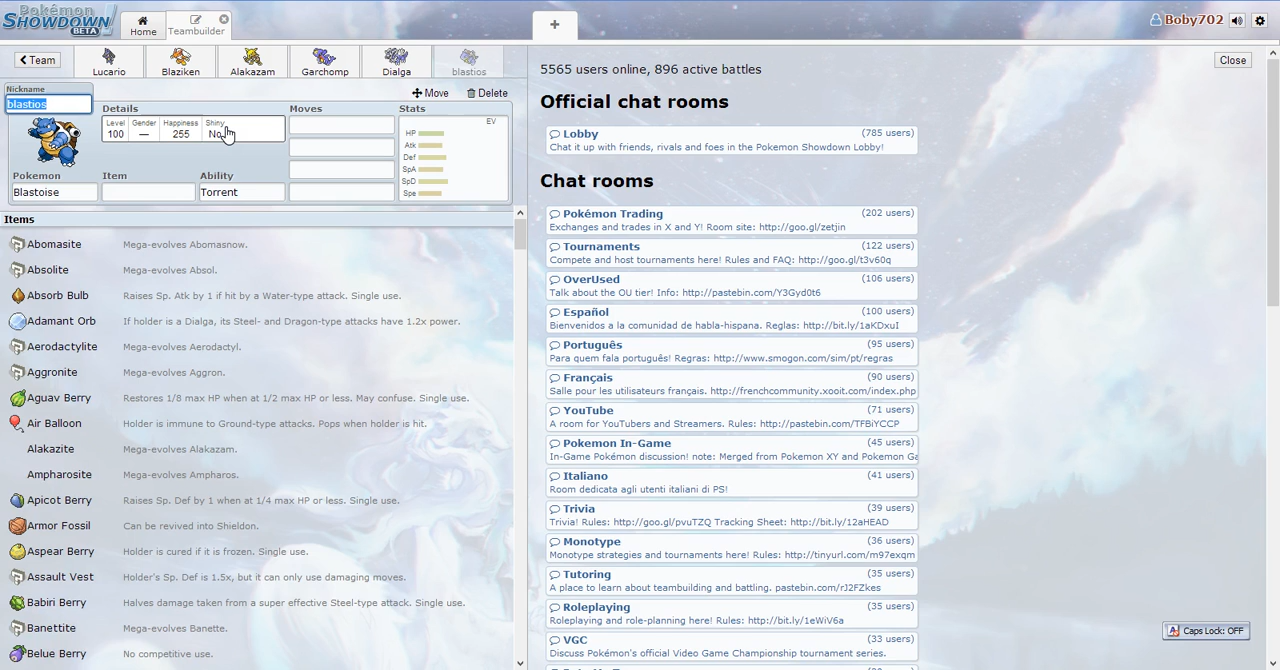 Pokémon
SHOWDOWN!
BETA
Home
Teambuilder
+
Boby702
Team
Lucario
Blaziken
Alakazam
Garchomp
Dialga
blastios
Close
Nickname
blastios
Move
Delete
Details
Moves
Stats
Level
Gender
Happiness
Shiny
100
—
255
No
EV
HP
Atk
Def
SpA
SpD
Spe
Pokemon
Item
Ability
Blastoise
Torrent
Items
Abomasite Mega-evolves Abomasnow.
Absolite Mega-evolves Absol.
Absorb Bulb Raises Sp. Atk by 1 if hit by a Water-type attack. Single use.
Adamant Orb If holder is a Dialga, its Steel- and Dragon-type attacks have 1.2x power.
Aerodactylite Mega-evolves Aerodactyl.
Aggronite Mega-evolves Aggron.
Aguav Berry Restores 1/8 max HP when at 1/2 max HP or less. May confuse. Single use.
Air Balloon Holder is immune to Ground-type attacks. Pops when holder is hit.
Alakazite Mega-evolves Alakazam.
Ampharosite Mega-evolves Ampharos.
Apicot Berry Raises Sp. Def by 1 when at 1/4 max HP or less. Single use.
Armor Fossil Can be revived into Shieldon.
Aspear Berry Holder is cured if it is frozen. Single use.
Assault Vest Holder's Sp. Def is 1.5x, but it can only use damaging moves.
Babiri Berry Halves damage taken from a super effective Steel-type attack. Single use.
Banettite Mega-evolves Banette.
Belue Berry No competitive use.
5565 users online, 896 active battles
Official chat rooms
Lobby (785 users)
Chat it up with friends, rivals and foes in the Pokemon Showdown Lobby!
Chat rooms
Pokémon Trading (202 users)
Exchanges and trades in X and Y! Room site: http://goo.gl/zetjin
Tournaments (122 users)
Compete and host tournaments here! Rules and FAQ: http://goo.gl/t3v60q
OverUsed (106 users)
Talk about the OU tier! Info: http://pastebin.com/Y3Gyd0t6
Español (100 users)
Bienvenidos a la comunidad de habla-hispana. Reglas: http://bit.ly/1aKDxuI
Português (95 users)
Para quem fala português! Regras: http://www.smogon.com/sim/pt/regras
Français (90 users)
Salle pour les utilisateurs français. http://frenchcommunity.xooit.com/index.php
YouTube (71 users)
A room for YouTubers and Streamers. Rules: http://pastebin.com/TFBiYCCP
Pokemon In-Game (45 users)
In-Game Pokémon discussion! note: Merged from Pokemon XY and Pokemon Ga
Italiano (41 users)
Room dedicata agli utenti italiani di PS!
Trivia (39 users)
Trivia! Rules: http://goo.gl/pvuTZQ Tracking Sheet: http://bit.ly/12aHEAD
Monotype (36 users)
Monotype strategies and tournaments here! Rules: http://tinyurl.com/m97exqm
Tutoring (35 users)
A place to learn about teambuilding and battling. pastebin.com/rJ2FZkes
Roleplaying (35 users)
Roleplaying and role-planning here! Rules: http://bit.ly/1eWiV6a
VGC (33 users)
Discuss Pokémon's official Video Game Championship tournament series.
Caps Lock: OFF